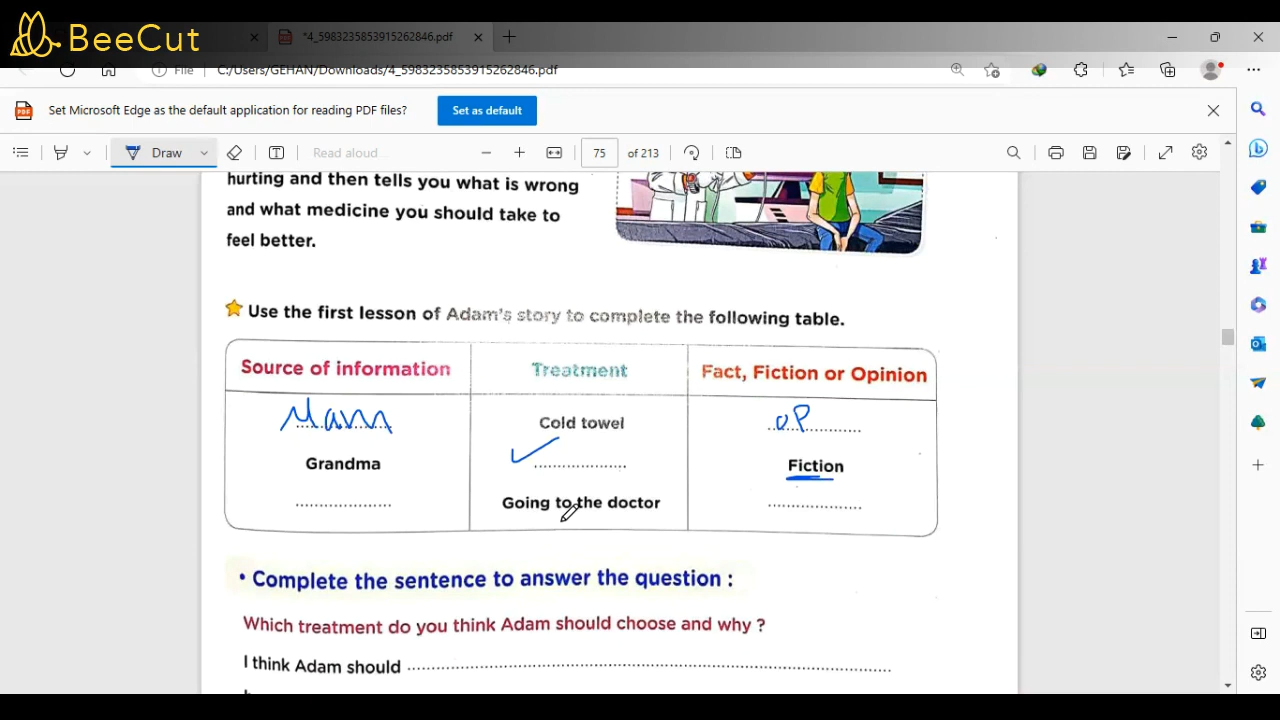 BeeCut
*4_5983235853915262846.pdf
File C:/Users/GEHAN/Downloads/4_5983235853915262846.pdf
Set Microsoft Edge as the default application for reading PDF files? Set as default
Draw Read aloud 75 of 213
hurting and then tells you what is wrong
and what medicine you should take to
feel better.
Use the first lesson of Adam's story to complete the following table.
Source of information Treatment Fact, Fiction or Opinion
Mam Cold towel op
Grandma .................... Fiction
.................... Going to the doctor ....................
• Complete the sentence to answer the question :
Which treatment do you think Adam should choose and why ?
I think Adam should ....................